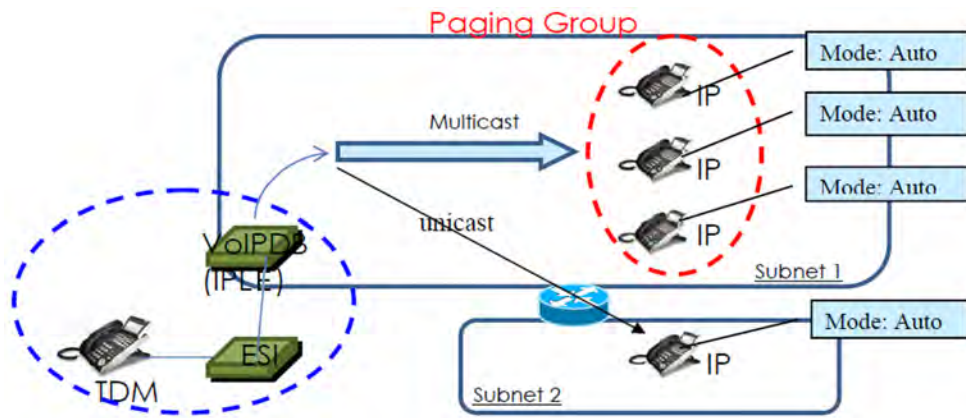 Paging Group
Mode: Auto
IP
Multicast
Mode: Auto
IP
Mode: Auto
unicast
IP
VoIPDB
(IPLE)
Subnet 1
Mode: Auto
ESI
IP
TDM
Subnet 2